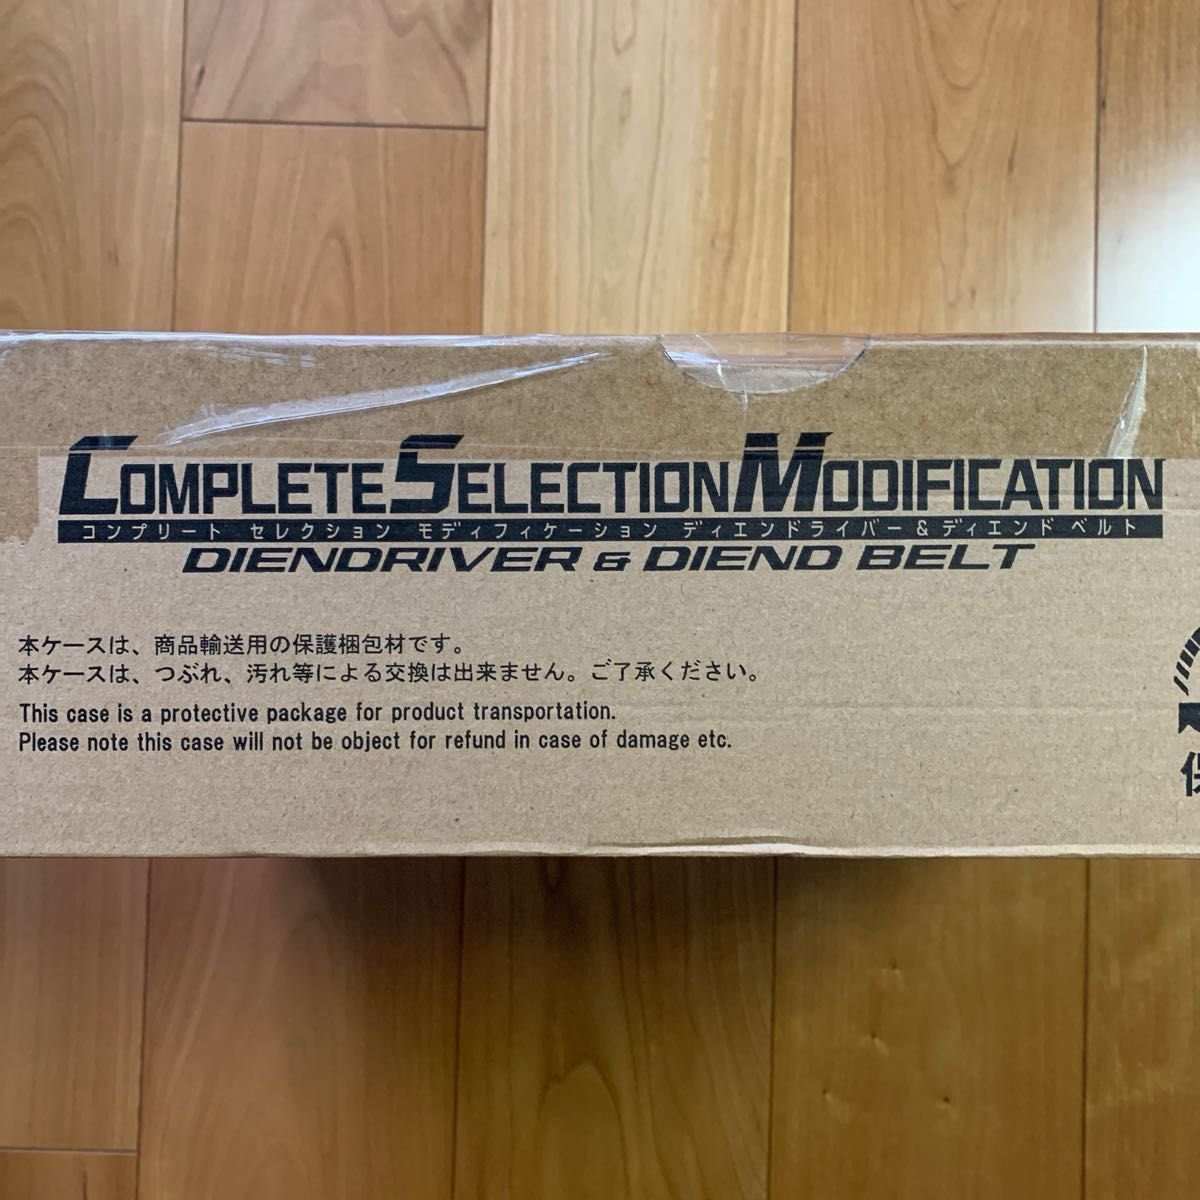 COMPLETE SELECTION MODIFICATION
コンプリート セレクション モディフィケーション ディエンドライバー&ディエンド ベルト
DIENDRIVER & DIEND BELT
本ケースは、商品輸送用の保護梱包材です。
本ケースは、つぶれ、汚れ等による交換は出来ません。ご了承ください。
This case is a protective package for product transportation.
Please note this case will not be object for refund in case of damage etc.